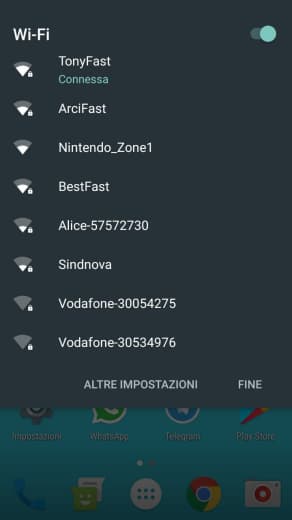 Wi-Fi
TonyFast
Connessa
ArciFast
Nintendo_Zone1
BestFast
Alice-57572730
Sindnova
Vodafone-30054275
Vodafone-30534976
ALTRE IMPOSTAZIONI FINE
Impostazioni WhatsApp Telegram Play Store